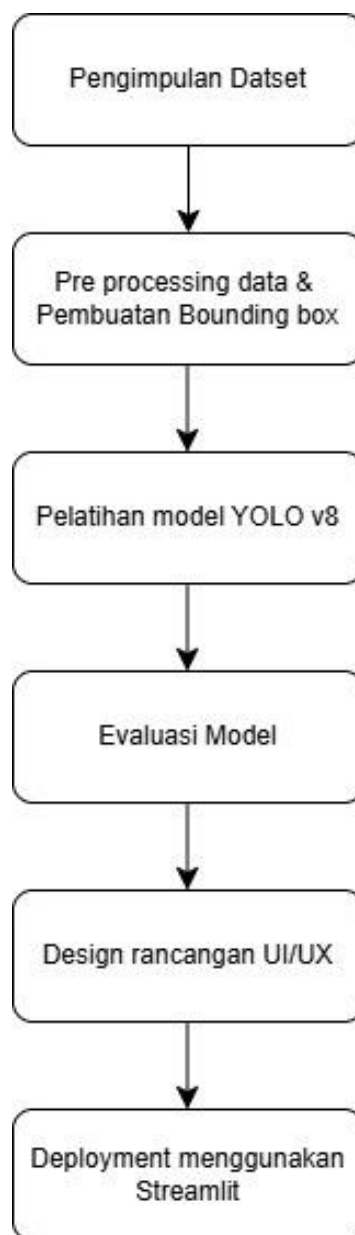 Pengimpulan Datset
Pre processing data &
Pembuatan Bounding box
Pelatihan model YOLO v8
Evaluasi Model
Design rancangan UI/UX
Deployment menggunakan
Streamlit